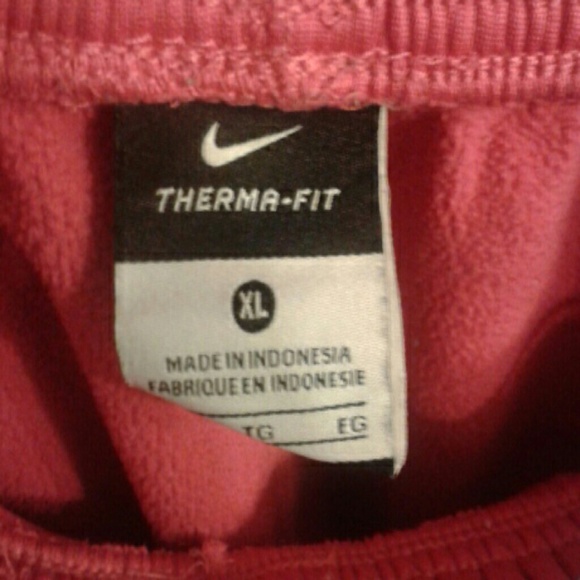 THERMA-FIT
XL
MADE IN INDONESIA
FABRIQUE EN INDONESIE
TG EG